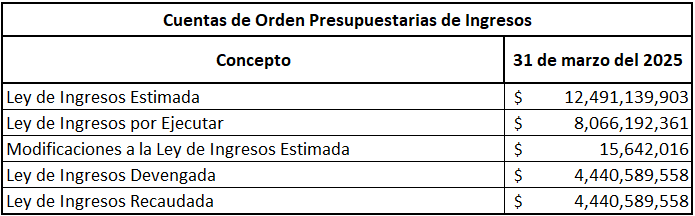 Cuentas de Orden Presupuestarias de Ingresos
Concepto 31 de marzo del 2025
Ley de Ingresos Estimada $ 12,491,139,903
Ley de Ingresos por Ejecutar $ 8,066,192,361
Modificaciones a la Ley de Ingresos Estimada $ 15,642,016
Ley de Ingresos Devengada $ 4,440,589,558
Ley de Ingresos Recaudada $ 4,440,589,558